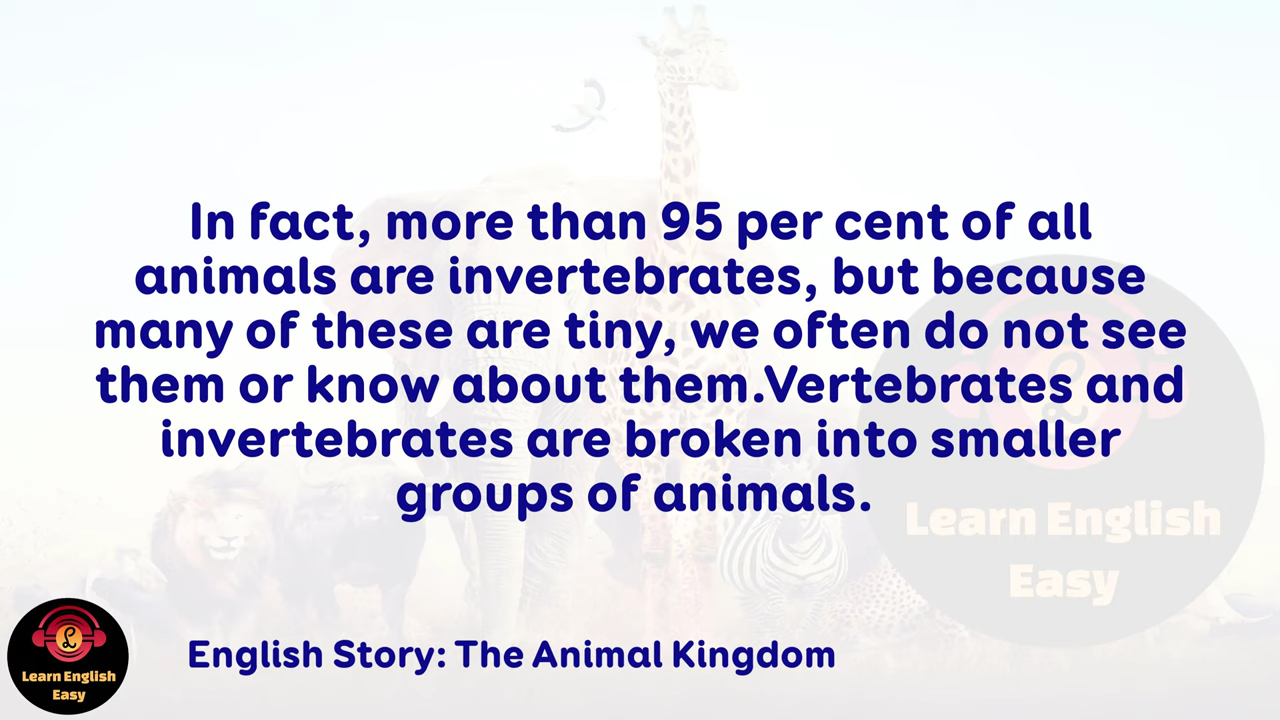 In fact, more than 95 per cent of all
animals are invertebrates, but because
many of these are tiny, we often do not see
them or know about them.Vertebrates and
invertebrates are broken into smaller
groups of animals.
Learn English
Easy
English Story: The Animal Kingdom
Learn English
Easy